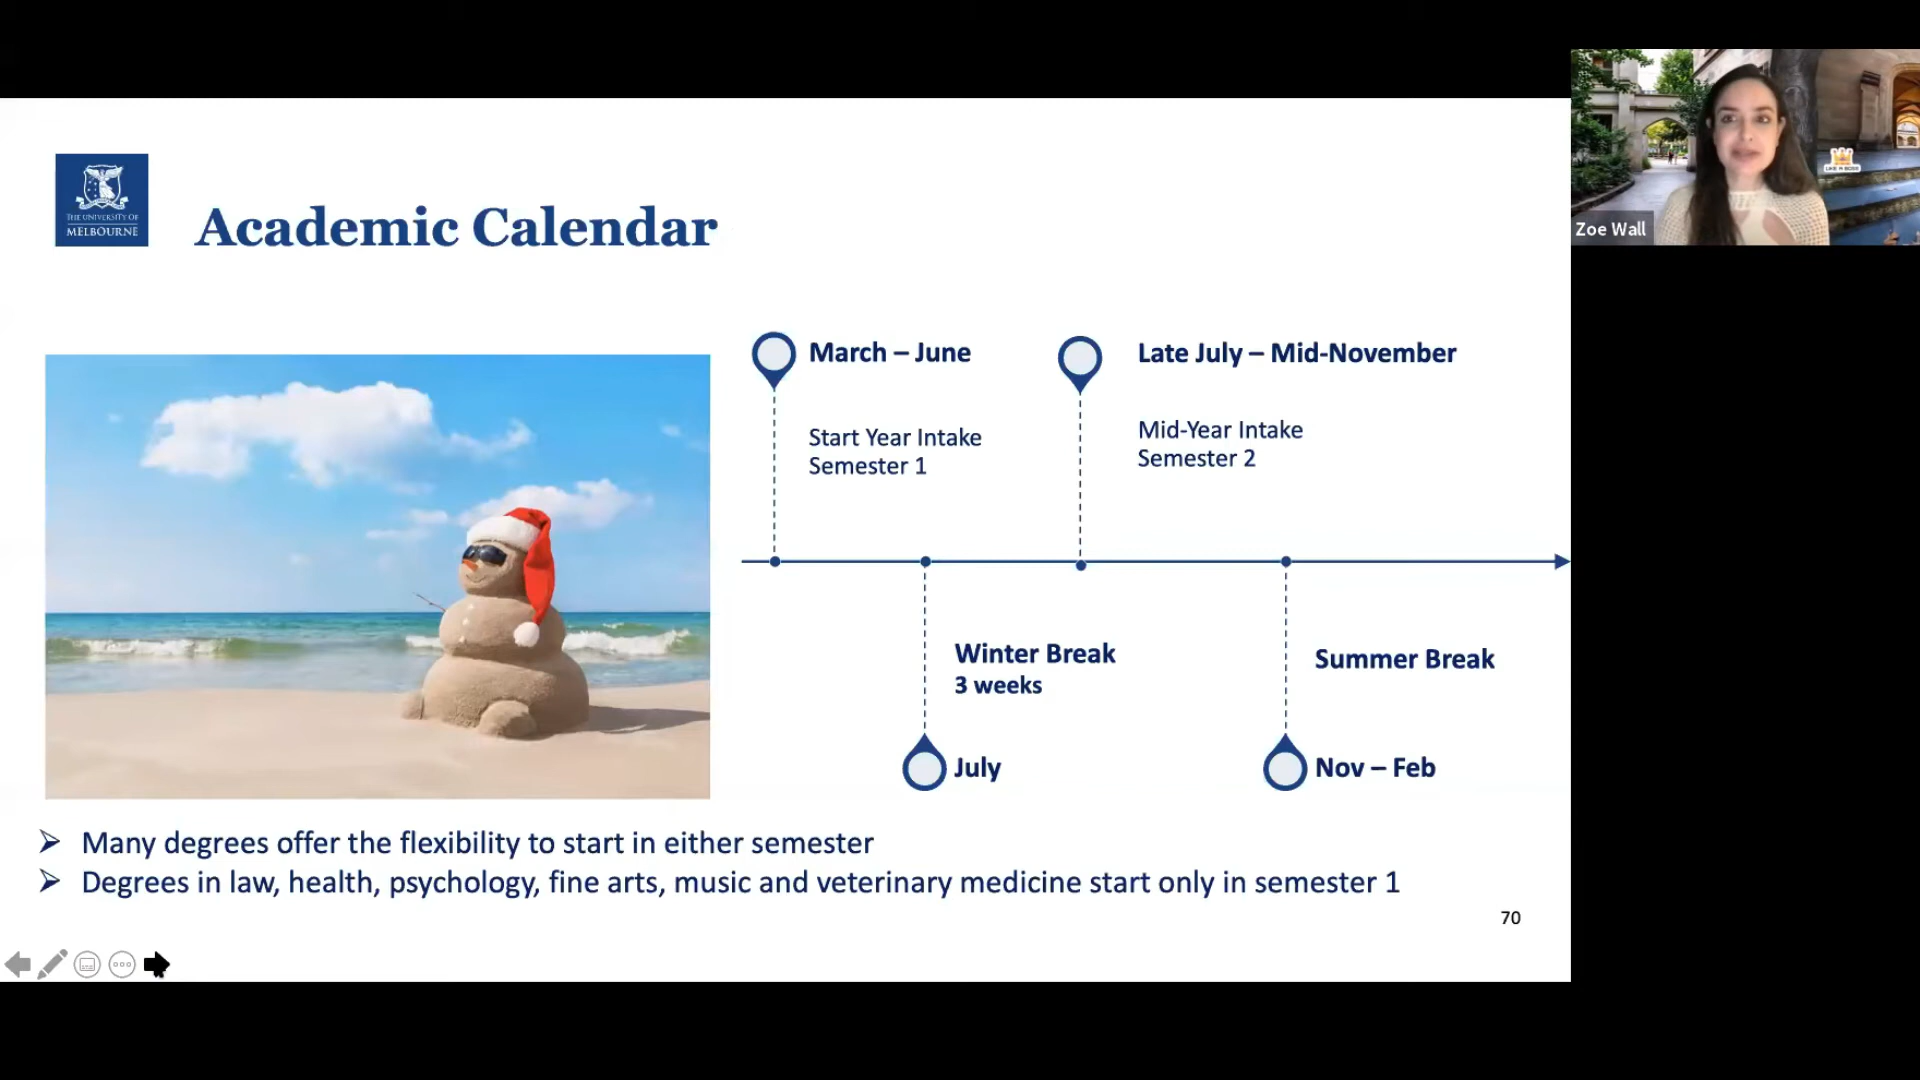 THE UNIVERSITY OF
MELBOURNE
Academic Calendar
March – June
Start Year Intake
Semester 1
Late July – Mid-November
Mid-Year Intake
Semester 2
Winter Break
3 weeks
July
Summer Break
Nov – Feb
➢ Many degrees offer the flexibility to start in either semester
➢ Degrees in law, health, psychology, fine arts, music and veterinary medicine start only in semester 1
70
Zoe Wall
LIKE A BOSS